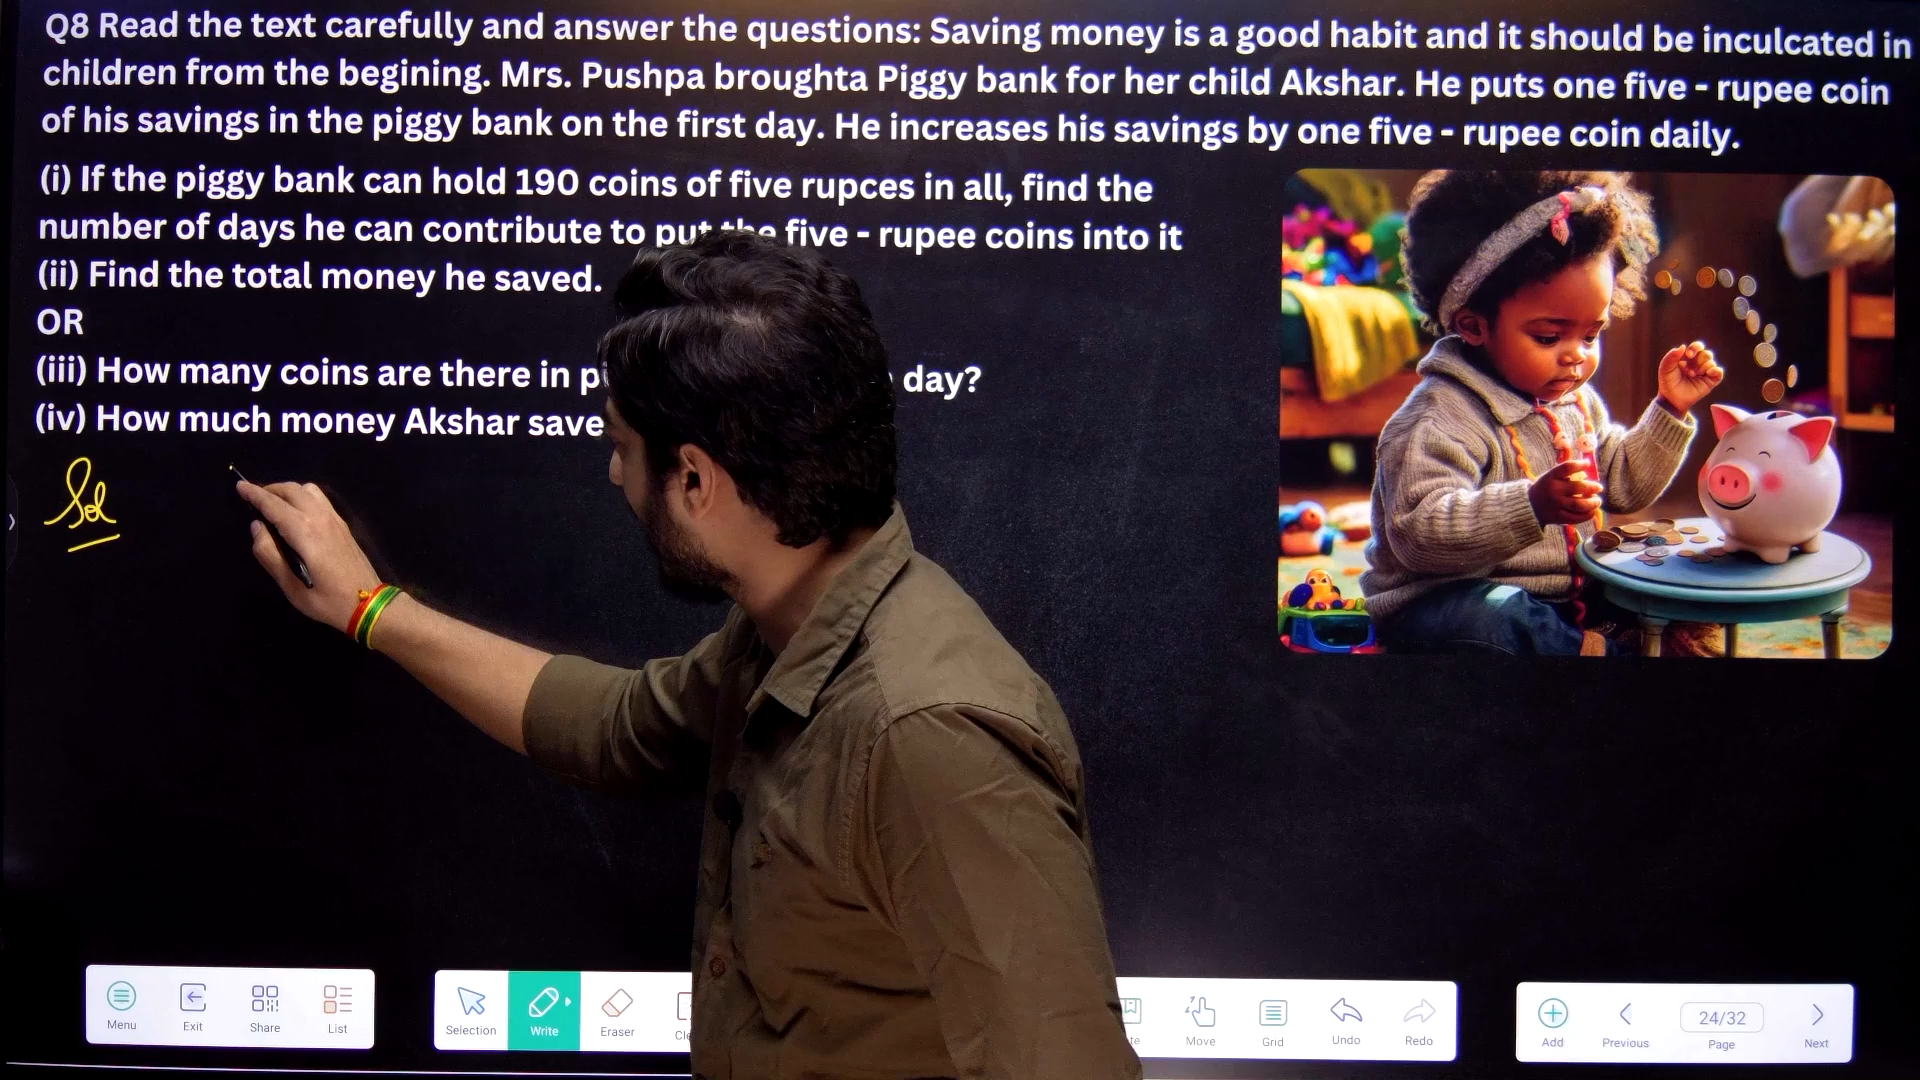 Q8 Read the text carefully and answer the questions: Saving money is a good habit and it should be inculcated in
children from the begining. Mrs. Pushpa broughta Piggy bank for her child Akshar. He puts one five - rupee coin
of his savings in the piggy bank on the first day. He increases his savings by one five - rupee coin daily.
(i) If the piggy bank can hold 190 coins of five rupces in all, find the
number of days he can contribute to put the five - rupee coins into it
(ii) Find the total money he saved.
OR
(iii) How many coins are there in day?
(iv) How much money Akshar save
Sol
Menu Exit Share List
Selection Write Eraser Move Grid Undo Redo
Add Previous 24/32 Page Next